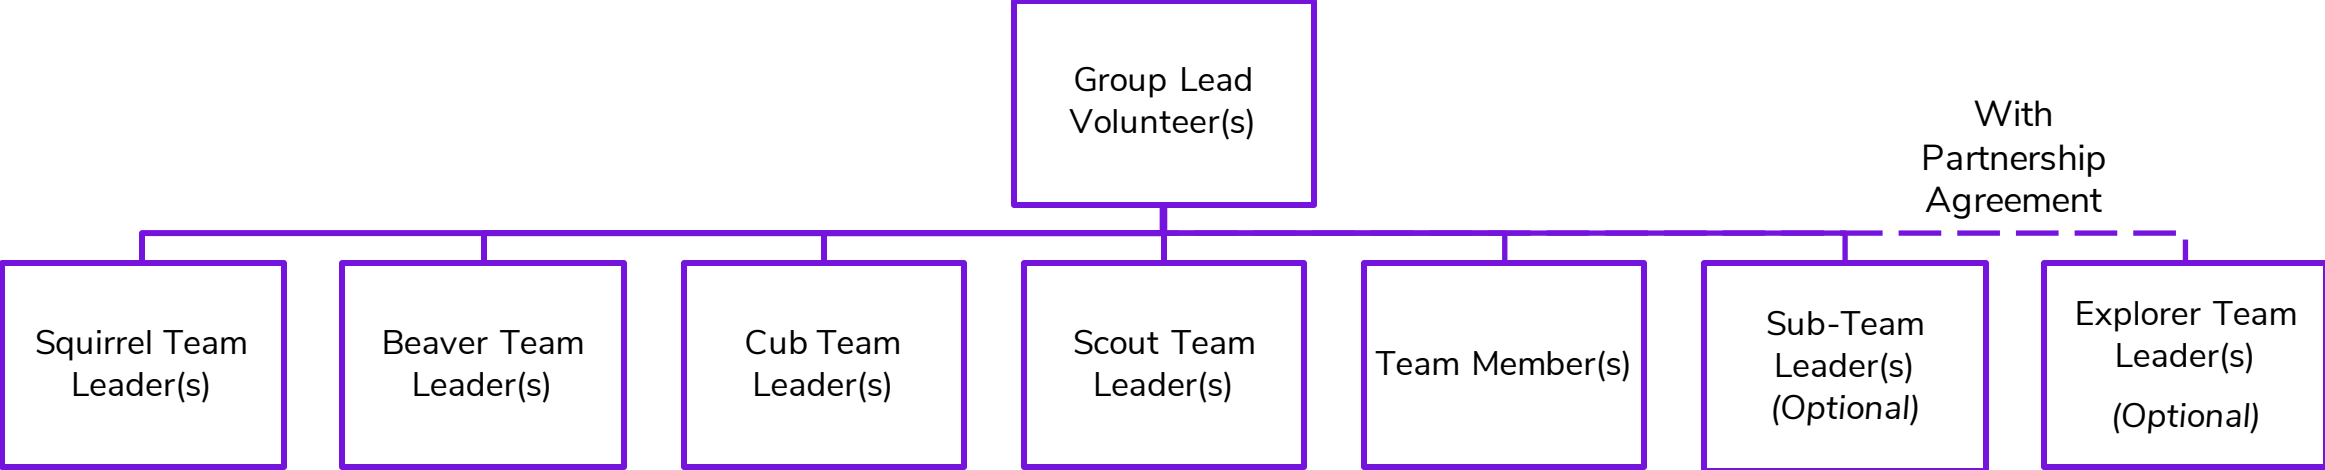 Group Lead
Volunteer(s)
With
Partnership
Agreement
Squirrel Team
Leader(s)
Beaver Team
Leader(s)
Cub Team
Leader(s)
Scout Team
Leader(s)
Team Member(s)
Sub-Team
Leader(s)
(Optional)
Explorer Team
Leader(s)
(Optional)